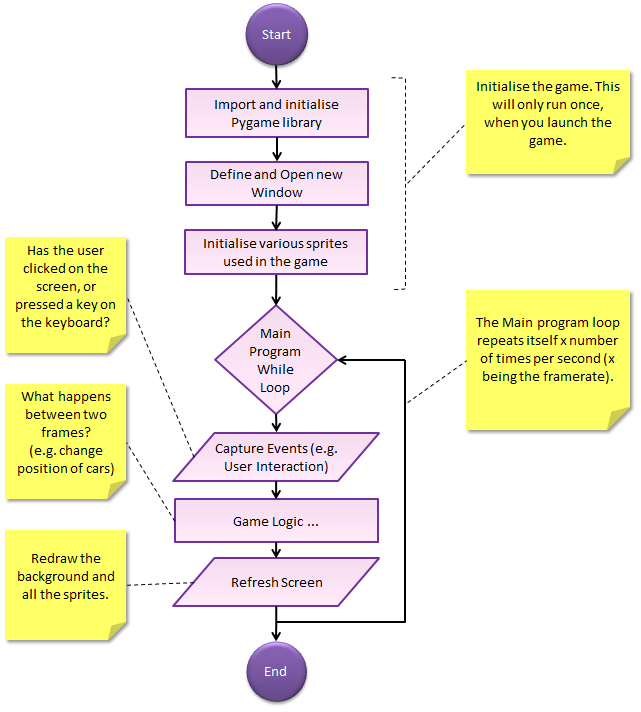 Start
Import and initialise
Pygame library
Initialise the game. This
will only run once,
when you launch the
game.
Define and Open new
Window
Initialise various sprites
used in the game
Has the user
clicked on the
screen, or
pressed a key on
the keyboard?
Main
Program
While
Loop
The Main program loop
repeats itself x number
of times per second (x
being the framerate).
What happens
between two
frames?
(e.g. change
position of cars)
Capture Events (e.g.
User Interaction)
Game Logic ...
Redraw the
background and
all the sprites.
Refresh Screen
End